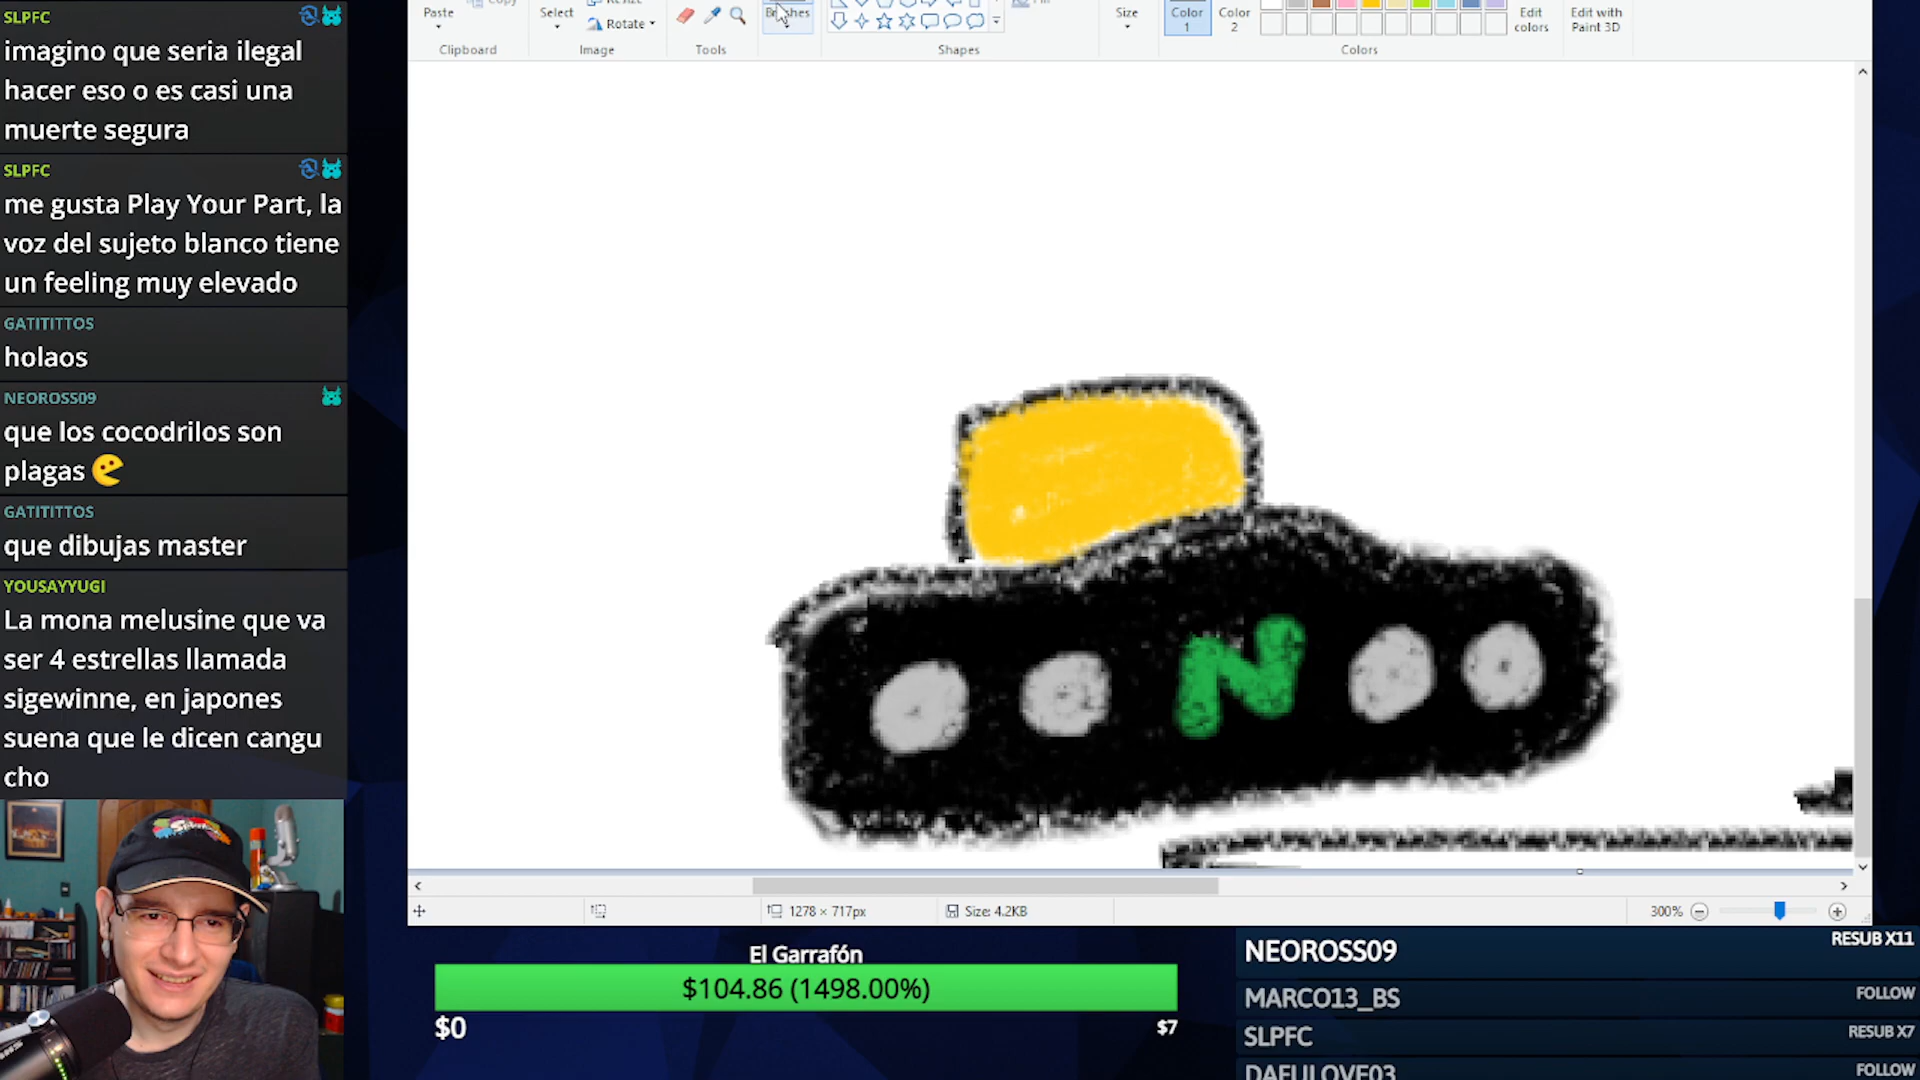 SLPFC
imagino que seria ilegal
hacer eso o es casi una
muerte segura
SLPFC
me gusta Play Your Part, la
voz del sujeto blanco tiene
un feeling muy elevado
GATITITTOS
holaos
NEOROSS09
que los cocodrilos son
plagas
GATITITTOS
que dibujas master
YOUSAYYUGI
La mona melusine que va
ser 4 estrellas llamada
sigewinne, en japones
suena que le dicen cangu
cho
Paste
Copy
Select
Rotate
Brushes
Size
Color
1
Color
2
Edit
colors
Edit with
Paint 3D
Clipboard
Image
Tools
Shapes
Colors
N
1278 × 717px
Size: 4.2KB
300%
El Garrafón
$104.86 (1498.00%)
$0
$7
NEOROSS09
RESUB X11
MARCO13_BS
FOLLOW
SLPFC
RESUB X7
DAFULOVE03
FOLLOW